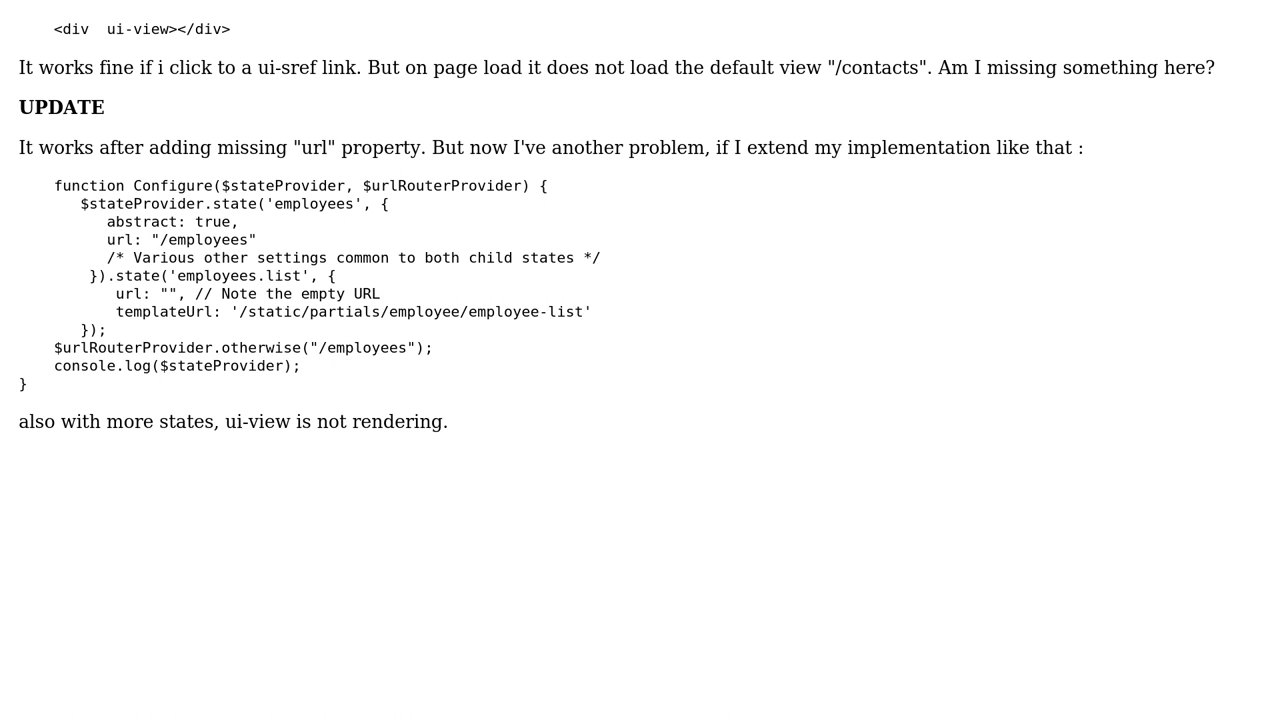 <div  ui-view></div>
It works fine if i click to a ui-sref link. But on page load it does not load the default view "/contacts". Am I missing something here?
UPDATE
It works after adding missing "url" property. But now I've another problem, if I extend my implementation like that :
    function Configure($stateProvider, $urlRouterProvider) {
       $stateProvider.state('employees', {
          abstract: true,
          url: "/employees"
          /* Various other settings common to both child states */
        }).state('employees.list', {
           url: "", // Note the empty URL
           templateUrl: '/static/partials/employee/employee-list'
       });
    $urlRouterProvider.otherwise("/employees");
    console.log($stateProvider);
}
also with more states, ui-view is not rendering.